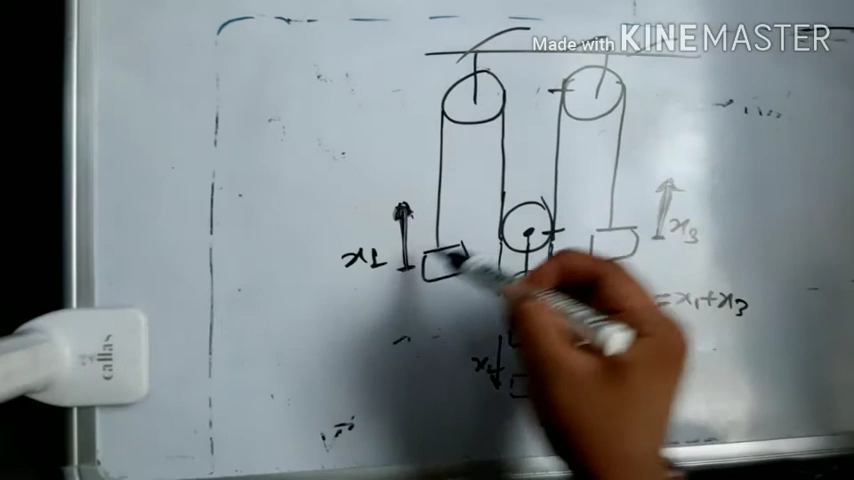 Made with KINEMASTER
x1
x3
= x1 + x3
x2
callas